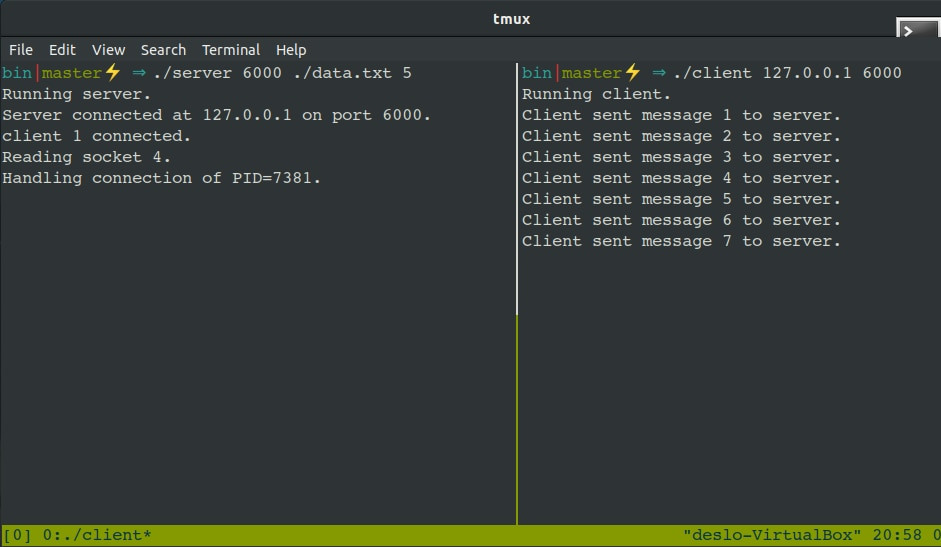 tmux
File Edit View Search Terminal Help
bin|master⚡ ⇒ ./server 6000 ./data.txt 5
Running server.
Server connected at 127.0.0.1 on port 6000.
client 1 connected.
Reading socket 4.
Handling connection of PID=7381.
bin|master⚡ ⇒ ./client 127.0.0.1 6000
Running client.
Client sent message 1 to server.
Client sent message 2 to server.
Client sent message 3 to server.
Client sent message 4 to server.
Client sent message 5 to server.
Client sent message 6 to server.
Client sent message 7 to server.
[0] 0:./client* "deslo-VirtualBox" 20:58 0